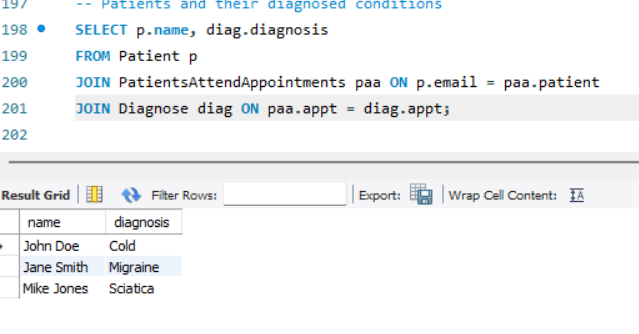 197 -- Patients and their diagnosed conditions
198 SELECT p.name, diag.diagnosis
199 FROM Patient p
200 JOIN PatientsAttendAppointments paa ON p.email = paa.patient
201 JOIN Diagnose diag ON paa.appt = diag.appt;
202
Result Grid Filter Rows: Export: Wrap Cell Content:
name diagnosis
John Doe Cold
Jane Smith Migraine
Mike Jones Sciatica